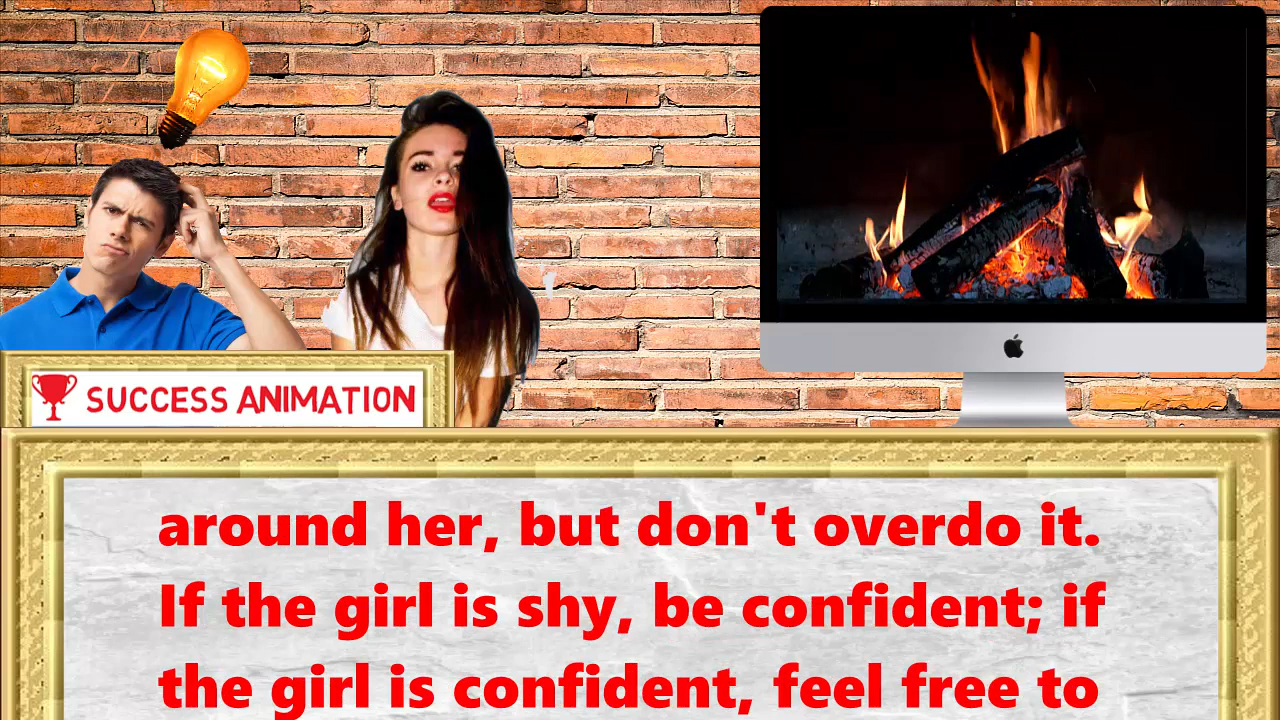 SUCCESS ANIMATION
around her, but don't overdo it.
If the girl is shy, be confident; if
the girl is confident, feel free to